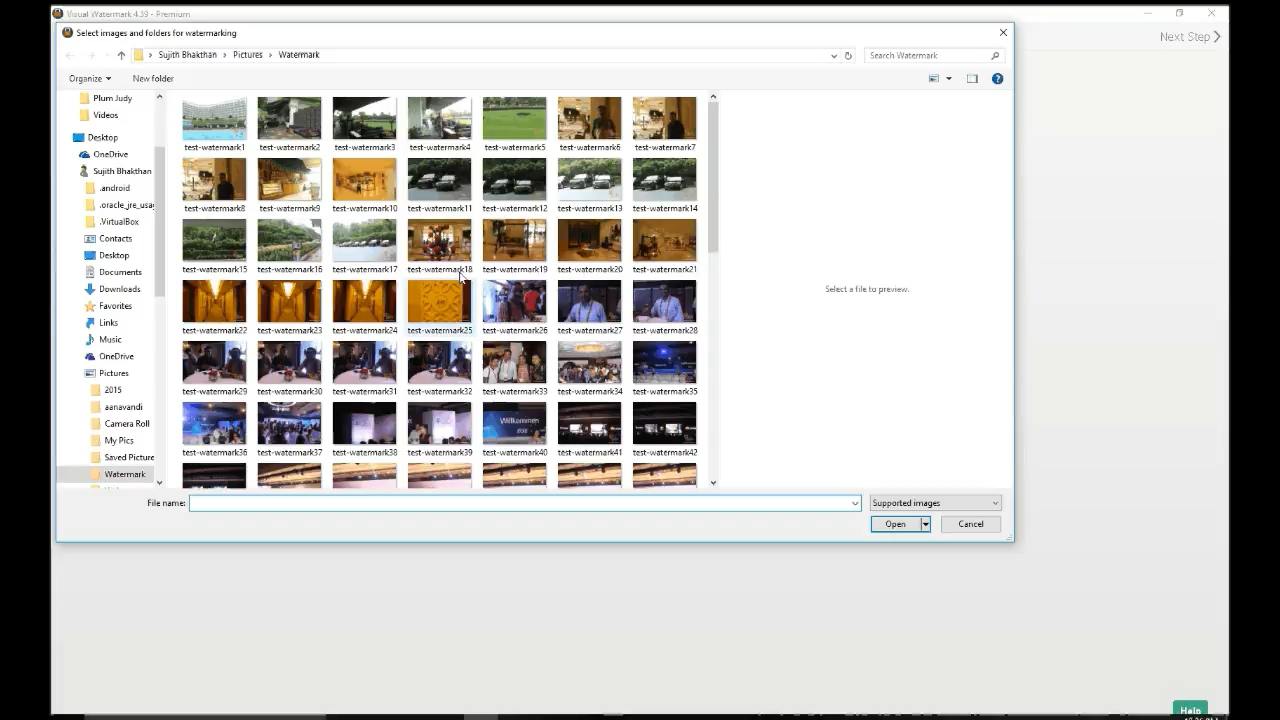 Visual Watermark 4.39 - Premium
Select images and folders for watermarking
Next Step
Sujith Bhakthan > Pictures > Watermark
Search Watermark
Organize
New folder
Plum Judy
Videos
Desktop
OneDrive
Sujith Bhakthan
.android
.oracle_jre_usag
.VirtualBox
Contacts
Desktop
Documents
Downloads
Favorites
Links
Music
OneDrive
Pictures
2015
aanavandi
Camera Roll
My Pics
Saved Picture
Watermark
test-watermark1 test-watermark2 test-watermark3 test-watermark4 test-watermark5 test-watermark6 test-watermark7
test-watermark8 test-watermark9 test-watermark10 test-watermark11 test-watermark12 test-watermark13 test-watermark14
test-watermark15 test-watermark16 test-watermark17 test-watermark18 test-watermark19 test-watermark20 test-watermark21
test-watermark22 test-watermark23 test-watermark24 test-watermark25 test-watermark26 test-watermark27 test-watermark28
test-watermark29 test-watermark30 test-watermark31 test-watermark32 test-watermark33 test-watermark34 test-watermark35
Willkommen
test-watermark36 test-watermark37 test-watermark38 test-watermark39 test-watermark40 test-watermark41 test-watermark42
Select a file to preview.
File name:
Supported images
Open
Cancel
Help